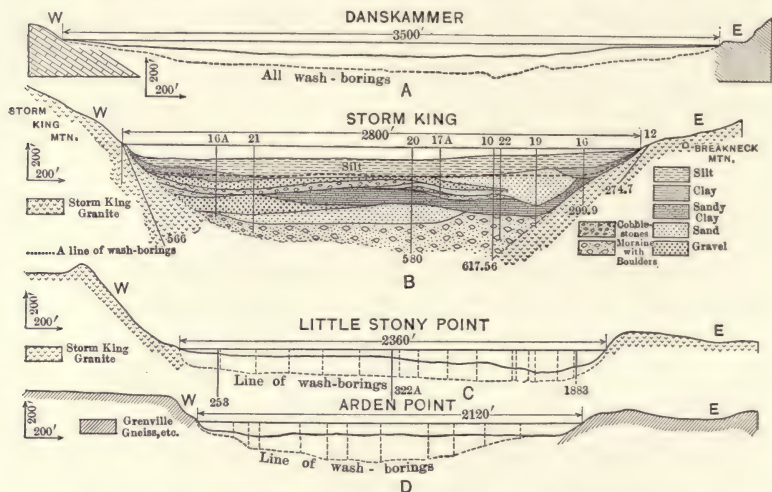 DANSKAMMER
W
3500'
E
200'
200'
All wash-borings
A
STORM KING
STORM KING MTN.
W
2800'
E
16A 21 20 17A 10 22 19 16 12
BREAKNECK MTN.
Silt
200'
200'
Storm King Granite
A line of wash-borings
566
580
617.56
299.9
274.7
B
Silt
Clay
Sandy Clay
Sand
Gravel
Cobble-stones
Moraine with Boulders
LITTLE STONY POINT
W
2360'
E
200'
200'
Storm King Granite
Line of wash-borings
C
253
322A
1883
ARDEN POINT
W
2120'
E
200'
200'
Grenville Gneiss, etc.
Line of wash-borings
D